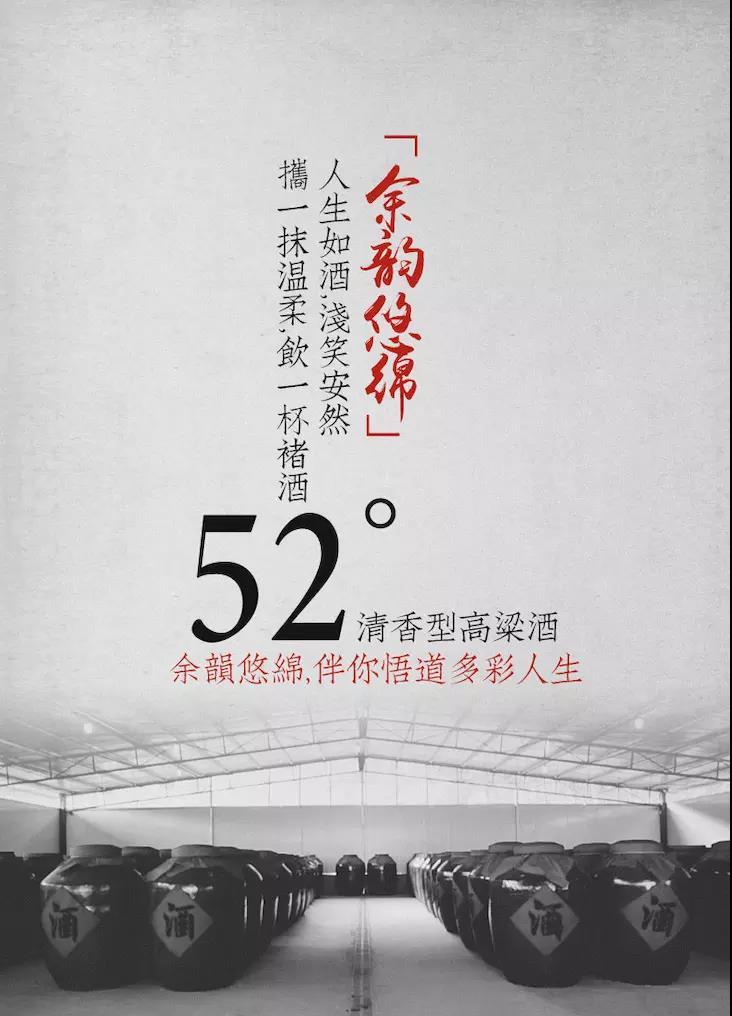 「余韵悠绵」
人生如酒,淺笑安然
攜一抹温柔,飲一杯褚酒
52°
清香型高粱酒
余韻悠綿,伴你悟道多彩人生
酒
酒
酒
酒